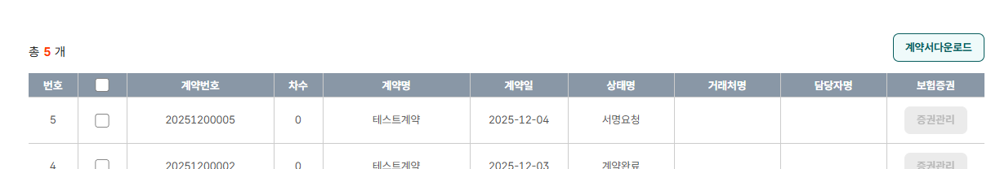 총 5 개
계약서다운로드
번호 계약번호 차수 계약명 계약일 상태명 거래처명 담당자명 보험증권
5 20251200005 0 테스트계약 2025-12-04 서명요청 증권관리
4 20251200002 0 테스트계약 2025-12-03 계약완료 증권관리